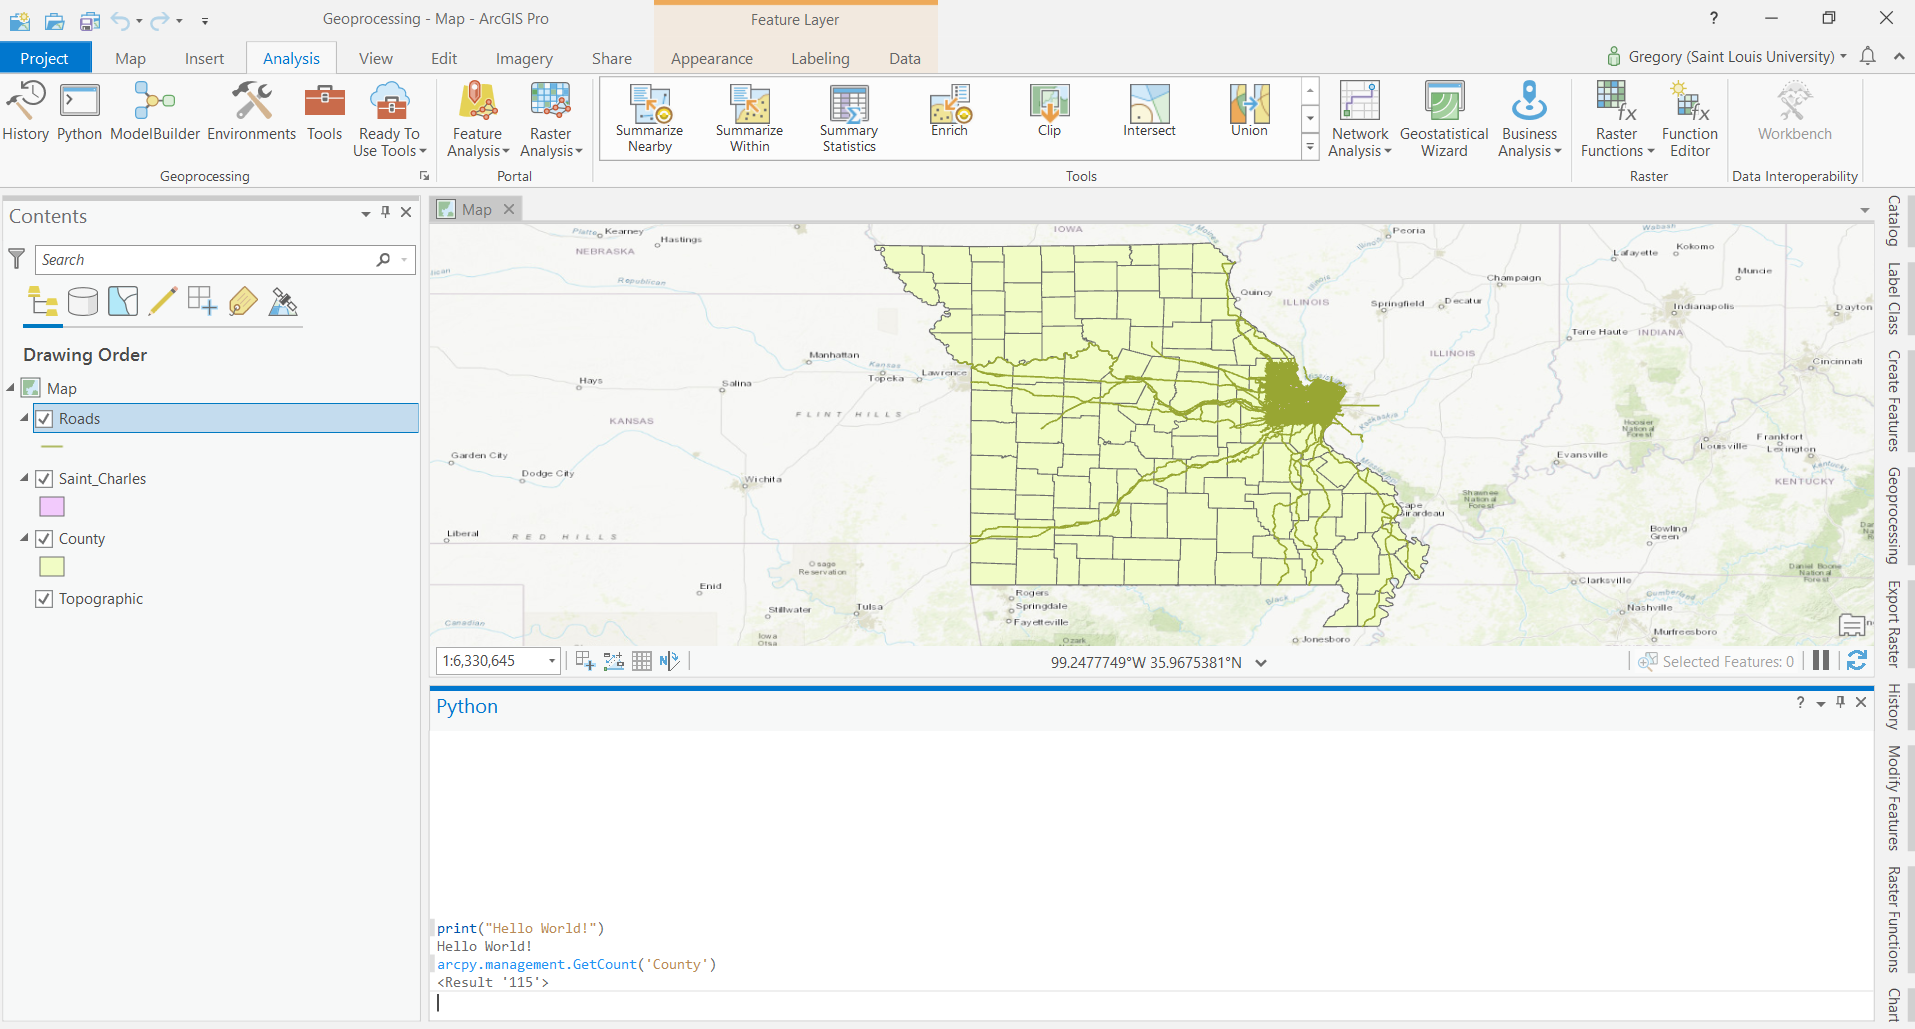 Geoprocessing - Map - ArcGIS Pro
Feature Layer
?
Project
Map
Insert
Analysis
View
Edit
Imagery
Share
Appearance
Labeling
Data
Gregory (Saint Louis University)
History
Python
ModelBuilder
Environments
Tools
Ready To
Use Tools
Feature
Analysis
Raster
Analysis
Summarize
Nearby
Summarize
Within
Summary
Statistics
Enrich
Clip
Intersect
Union
Network
Analysis
Geostatistical
Wizard
Business
Analysis
Raster
Functions
Function
Editor
Workbench
Geoprocessing
Portal
Tools
Raster
Data Interoperability
Contents
Search
Drawing Order
Map
Roads
Saint_Charles
County
Topographic
Map
Platte
Kearney
Hastings
NEBRASKA
IOWA
Peoria
Wabash
Kokomo
Lafayette
Muncie
Republican
Champaign
Quincy
ILLINOIS
Illinois
Springfield
Decatur
Indianapolis
Dayton
Terre Haute
INDIANA
Manhattan
Kansas
Topeka
Lawrence
ILLINOIS
Cincinnati
Hays
Salina
FLINT HILLS
KANSAS
Kaskaskia
Hoosier
National
Forest
Louisville
Frankfort
Lexington
Garden City
Dodge City
Wichita
Evansville
Kentucky
KENTUCKY
Shawnee
National
Forest
Cape
Girardeau
Liberal
RED HILLS
Bowling
Green
Osage
Reservation
Enid
Daniel Boone
National
Forest
Clarksville
Cumberland
Stillwater
Tulsa
Rogers
Springdale
Fayetteville
Black
Nashville
Canadian
Iowa
Otsa.
Ozark
Jonesboro
Murfreesboro
1:6,330,645
99.2477749°W 35.9675381°N
Selected Features: 0
Python
?
print("Hello World!")
Hello World!
arcpy.management.GetCount('County')
<Result '115'>
Catalog
Label Class
Create Features
Geoprocessing
Export Raster
History
Modify Features
Raster Functions
Chart